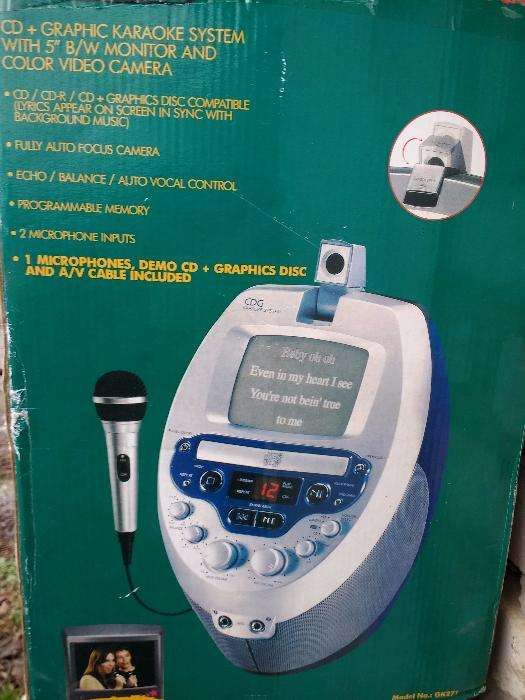 CD + GRAPHIC KARAOKE SYSTEM
WITH 5" B/W MONITOR AND
COLOR VIDEO CAMERA
• CD / CD-R / CD + GRAPHICS DISC COMPATIBLE
(LYRICS APPEAR ON SCREEN IN SYNC WITH
BACKGROUND MUSIC)
• FULLY AUTO FOCUS CAMERA
• ECHO / BALANCE / AUTO VOCAL CONTROL
• PROGRAMMABLE MEMORY
• 2 MICROPHONE INPUTS
• 1 MICROPHONES, DEMO CD + GRAPHICS DISC
AND A/V CABLE INCLUDED
CDG
Baby oh oh
Even in my heart I see
You're not bein' true
to me
12
Model No.: GK27